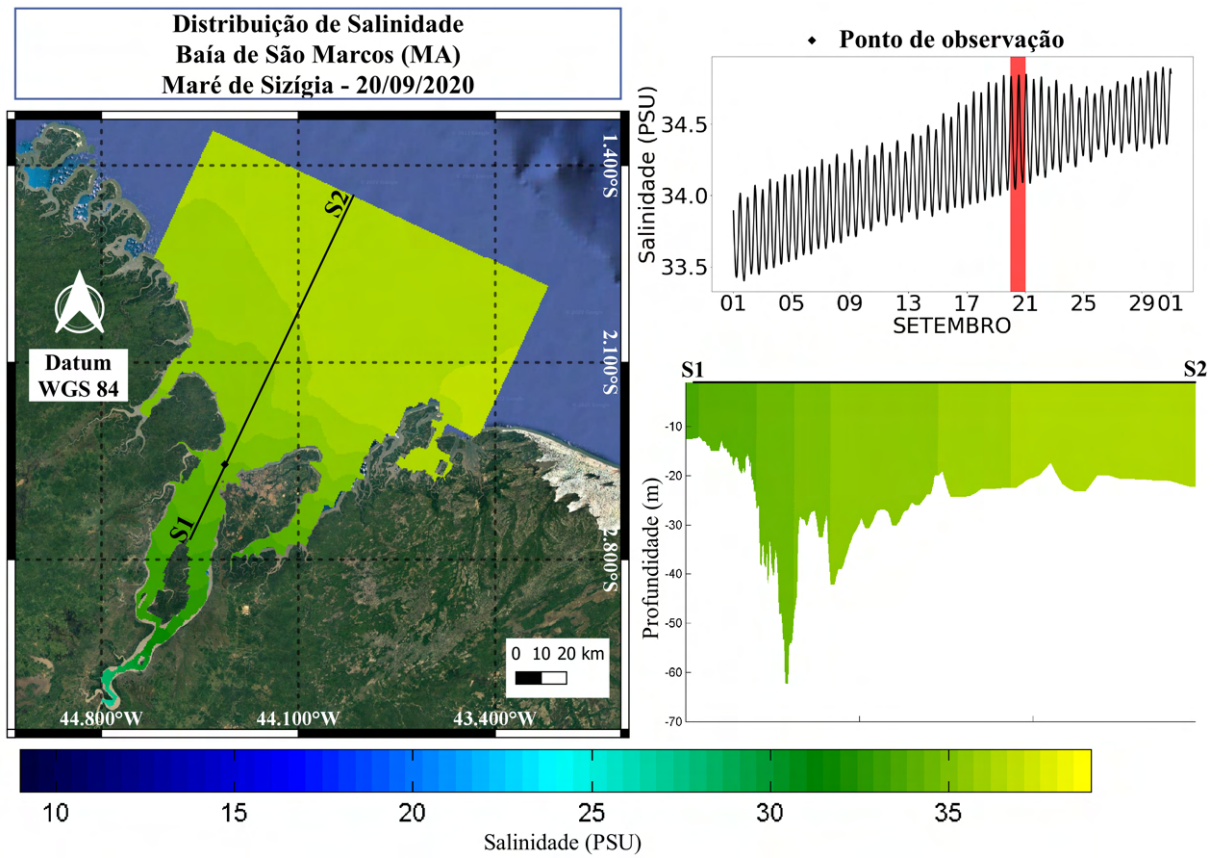 Distribuição de Salinidade
Baía de São Marcos (MA)
Maré de Sizígia - 20/09/2020
1.400°S
2.100°S
2.800°S
S2
S1
Datum
WGS 84
0 10 20 km
44.800°W 44.100°W 43.400°W
Ponto de observação
Salinidade (PSU)
34.5
34.0
33.5
01 05 09 13 17 21 25 29 01
SETEMBRO
S1 S2
Profundidade (m)
-10
-20
-30
-40
-50
-60
-70
10 15 20 25 30 35
Salinidade (PSU)